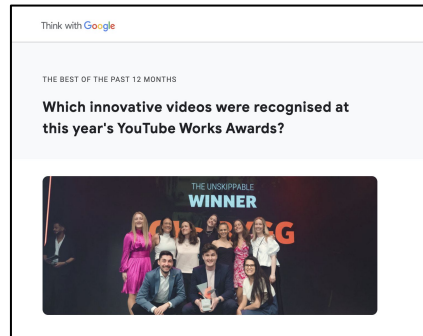 Think with Google
THE BEST OF THE PAST 12 MONTHS
Which innovative videos were recognised at
this year's YouTube Works Awards?
THE UNSKIPPABLE
WINNER